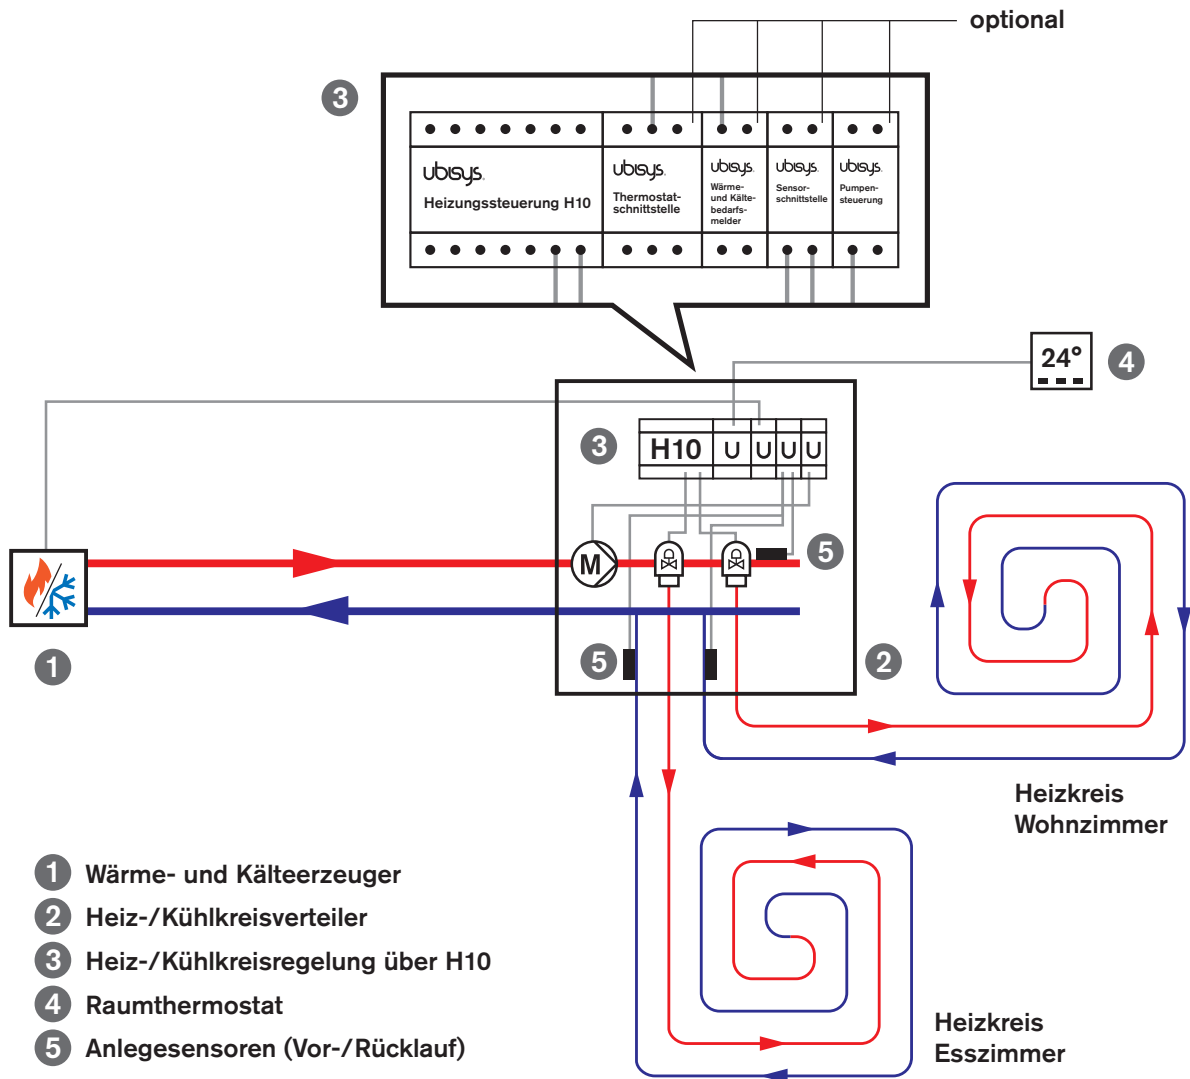 optional
3
ubisys.
Heizungssteuerung H10
ubisys.
Thermostat-
schnittstelle
ubisys.
Wärme-
und Kälte-
bedarfs-
melder
ubisys.
Sensor-
schnittstelle
ubisys.
Pumpen-
steuerung
24°
4
3
H10
U
U
U
U
M
5
1
5
2
Heizkreis
Wohnzimmer
1 Wärme- und Kälteerzeuger
2 Heiz-/Kühlkreisverteiler
3 Heiz-/Kühlkreisregelung über H10
4 Raumthermostat
5 Anlegesensoren (Vor-/Rücklauf)
Heizkreis
Esszimmer